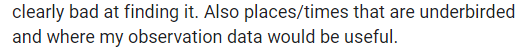 clearly bad at finding it. Also places/times that are underbirded
and where my observation data would be useful.